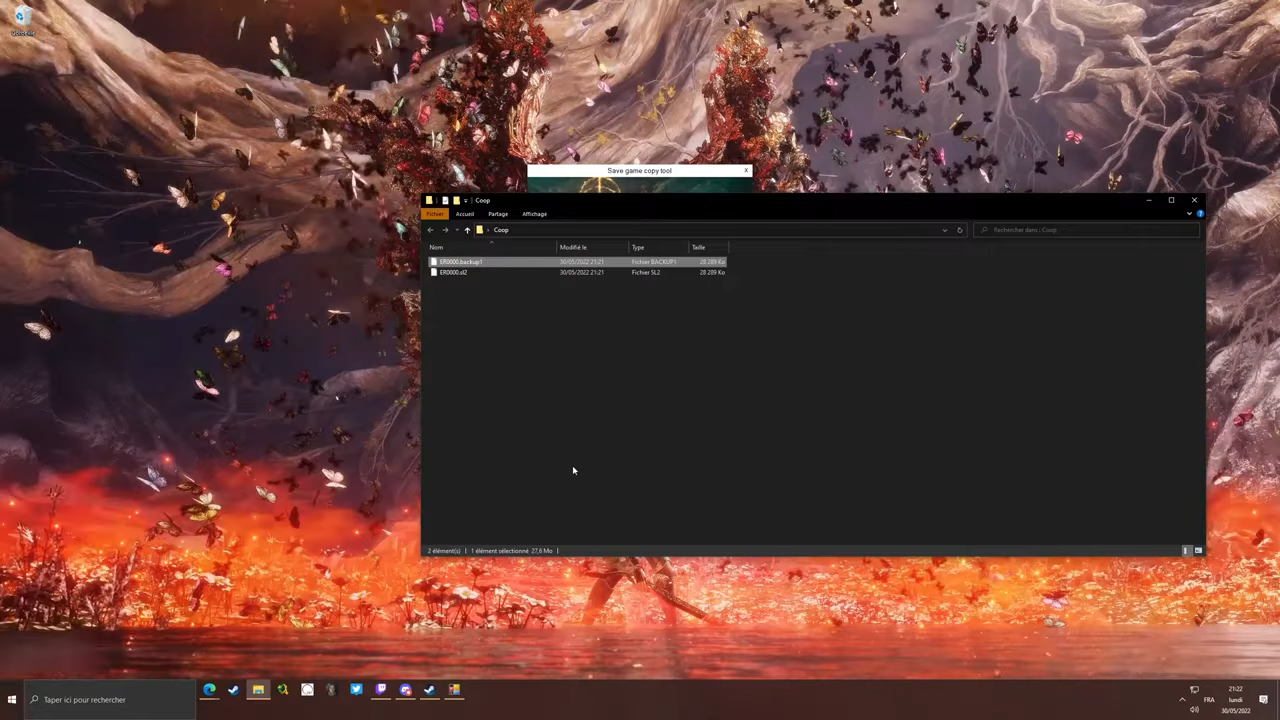 Corbeille
Save game copy tool
X
Coop
Fichier Accueil Partage Affichage
Coop
Rechercher dans : Coop
Nom Modifié le Type Taille
ER0000.backup1 30/05/2022 21:21 Fichier BACKUP1 28 289 Ko
ER0000.sl2 30/05/2022 21:21 Fichier SL2 28 289 Ko
2 élément(s) 1 élément sélectionné 27,6 Mo
Taper ici pour rechercher
FRA
21:22
lundi
30/05/2022